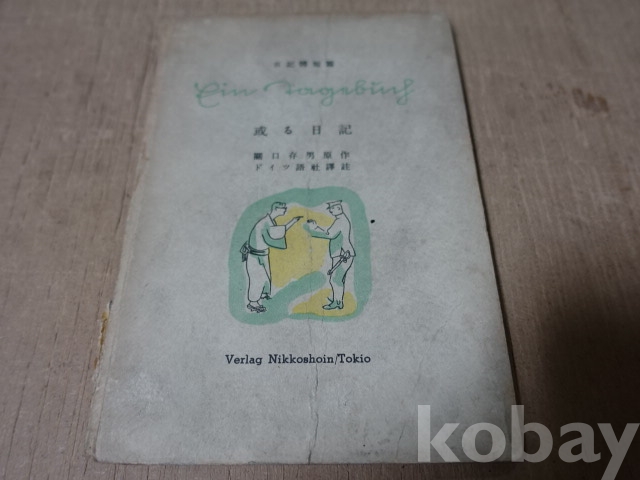 Ein Tagebuch
或る日記
關口存男原作
ドイツ語社譯註
Verlag Nikkoshoin/Tokio
kobay